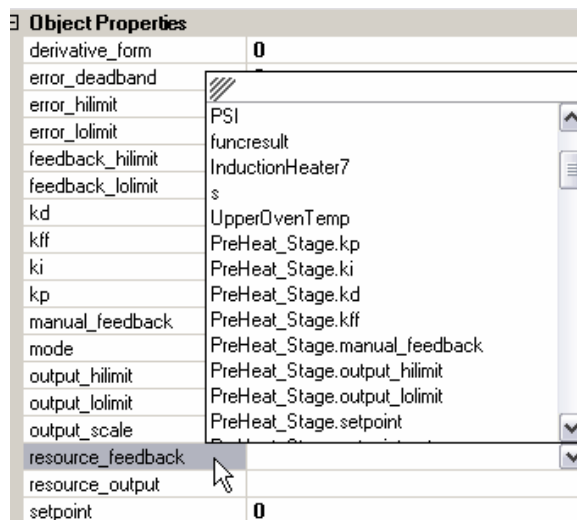 Object Properties
derivative_form 0
error_deadband
error_hilimit
error_lolimit
feedback_hilimit
feedback_lolimit
kd
kff
ki
kp
manual_feedback
mode
output_hilimit
output_lolimit
output_scale
resource_feedback
resource_output
setpoint 0
PSI
funcresult
InductionHeater7
s
UpperOvenTemp
PreHeat_Stage.kp
PreHeat_Stage.ki
PreHeat_Stage.kd
PreHeat_Stage.kff
PreHeat_Stage.manual_feedback
PreHeat_Stage.output_hilimit
PreHeat_Stage.output_lolimit
PreHeat_Stage.setpoint